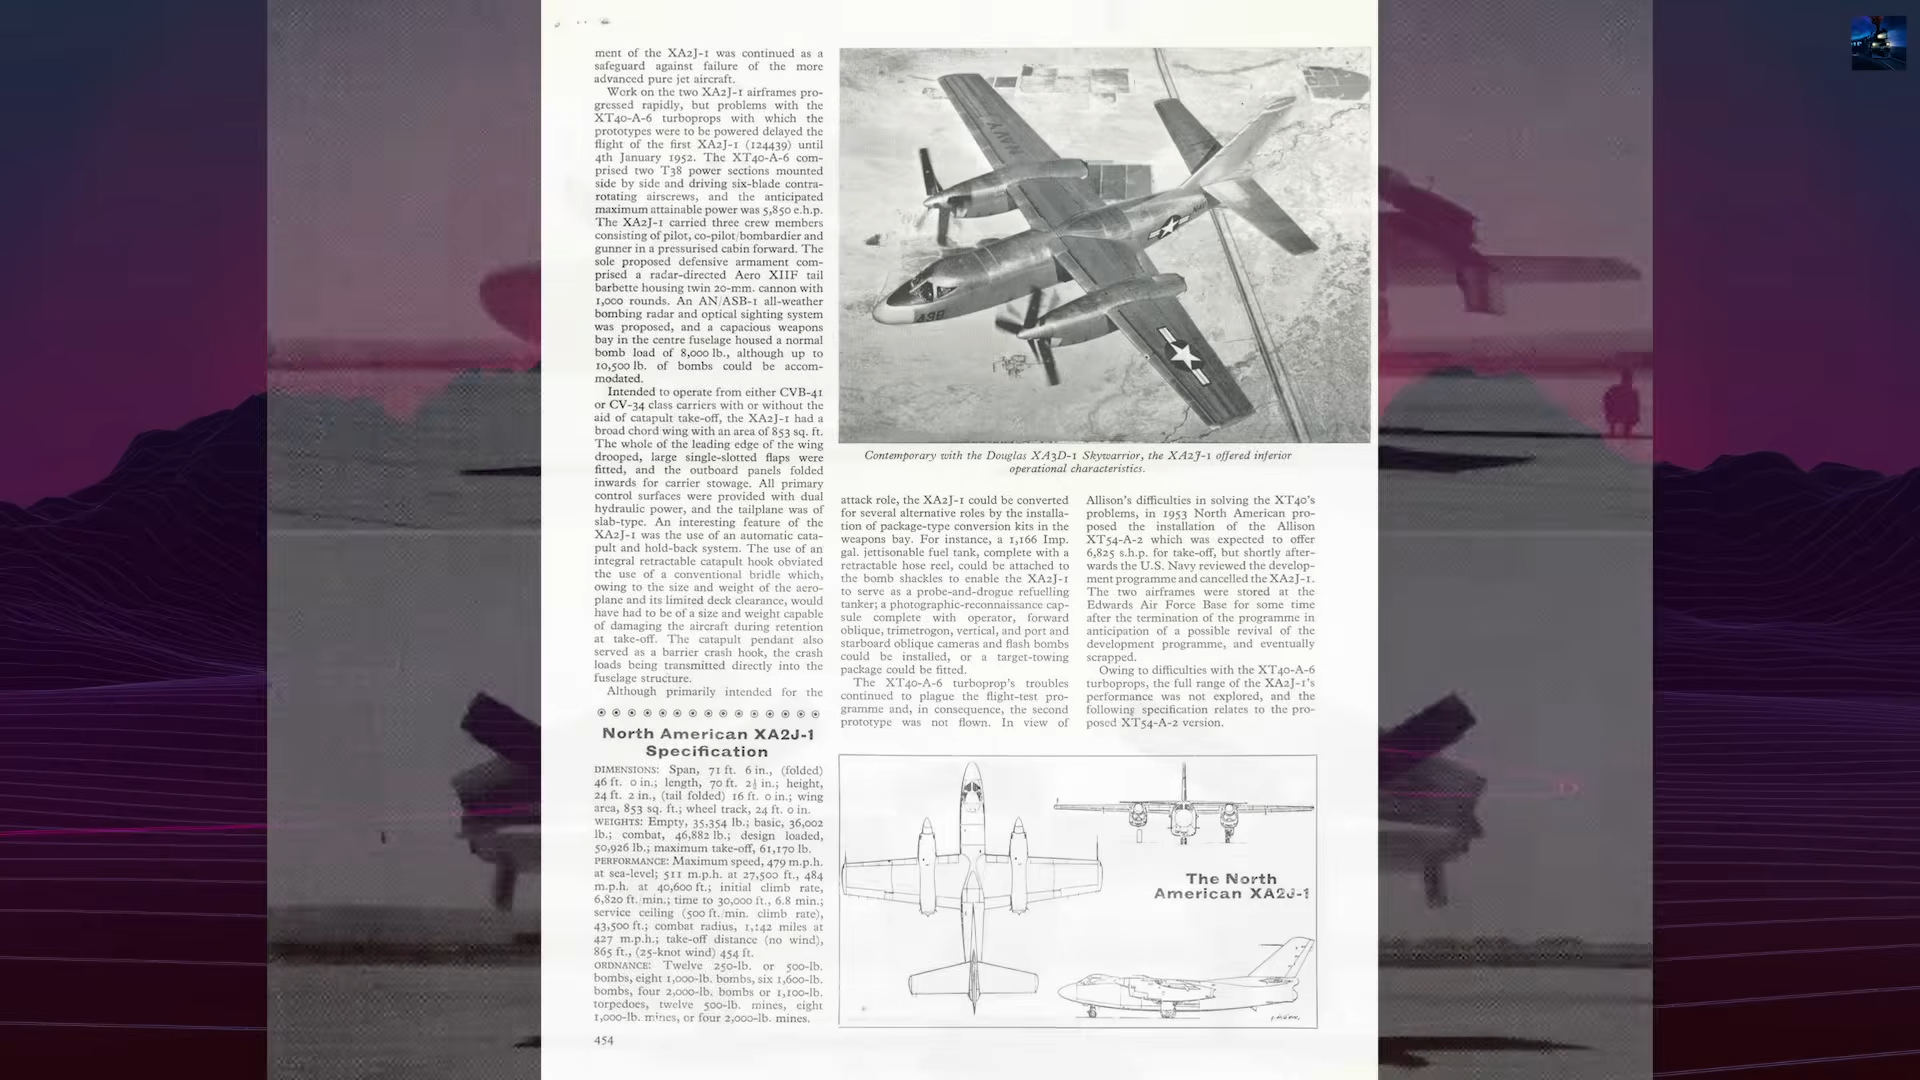 ment of the XA2J-1 was continued as a
safeguard against failure of the more
advanced pure jet aircraft.
Work on the two XA2J-1 airframes pro-
gressed rapidly, but problems with the
XT40-A-6 turboprops with which the
prototypes were to be powered delayed the
flight of the first XA2J-1 (124439) until
4th January 1952. The XT40-A-6 com-
prised two T38 power sections mounted
side by side and driving six-blade contra-
rotating airscrews, and the anticipated
maximum attainable power was 5,850 e.h.p.
The XA2J-1 carried three crew members
consisting of pilot, co-pilot/bombardier and
gunner in a pressurised cabin forward. The
sole proposed defensive armament com-
prised a radar-directed Aero XIIF tail
barbette housing twin 20-mm. cannon with
1,000 rounds. An AN/ASB-1 all-weather
bombing radar and optical sighting system
was proposed, and a capacious weapons
bay in the centre fuselage housed a normal
bomb load of 8,000 lb., although up to
10,500 lb. of bombs could be accom-
modated.
Intended to operate from either CVB-41
or CV-34 class carriers with or without the
aid of catapult take-off, the XA2J-1 had a
broad chord wing with an area of 853 sq. ft.
The whole of the leading edge of the wing
drooped, large single-slotted flaps were
fitted, and the outboard panels folded
inwards for carrier stowage. All primary
control surfaces were provided with dual
hydraulic power, and the tailplane was of
slab-type. An interesting feature of the
XA2J-1 was the use of an automatic cata-
pult and hold-back system. The use of an
integral retractable catapult hook obviated
the use of a conventional bridle which,
owing to the size and weight of the aero-
plane and its limited deck clearance, would
have had to be of a size and weight capable
of damaging the aircraft during retention
at take-off. The catapult pendant also
served as a barrier crash hook, the crash
loads being transmitted directly into the
fuselage structure.
Although primarily intended for the
North American XA2J-1
Specification
DIMENSIONS: Span, 71 ft. 6 in., (folded)
46 ft. 0 in.; length, 70 ft. 2½ in.; height,
24 ft. 2 in., (tail folded) 16 ft. 0 in.; wing
area, 853 sq. ft.; wheel track, 24 ft. 0 in.
WEIGHTS: Empty, 35,354 lb.; basic, 36,002
lb.; combat, 46,882 lb.; design loaded,
50,926 lb.; maximum take-off, 61,170 lb.
PERFORMANCE: Maximum speed, 479 m.p.h.
at sea-level; 511 m.p.h. at 27,500 ft., 484
m.p.h. at 40,600 ft.; initial climb rate,
6,820 ft./min.; time to 30,000 ft., 6.8 min.;
service ceiling (500 ft./min. climb rate),
43,500 ft.; combat radius, 1,142 miles at
427 m.p.h.; take-off distance (no wind),
865 ft., (25-knot wind) 454 ft.
ORDNANCE: Twelve 250-lb. or 500-lb.
bombs, eight 1,000-lb. bombs, six 1,600-lb.
bombs, four 2,000-lb. bombs or 1,100-lb.
torpedoes, twelve 500-lb. mines, eight
1,000-lb. mines, or four 2,000-lb. mines.
454
NAVY
Contemporary with the Douglas XA3D-1 Skywarrior, the XA2J-1 offered inferior
operational characteristics.
attack role, the XA2J-1 could be converted
for several alternative roles by the installa-
tion of package-type conversion kits in the
weapons bay. For instance, a 1,166 Imp.
gal. jettisonable fuel tank, complete with a
retractable hose reel, could be attached to
the bomb shackles to enable the XA2J-1
to serve as a probe-and-drogue refuelling
tanker; a photographic-reconnaissance cap-
sule complete with operator, forward
oblique, trimetrogon, vertical, and port and
starboard oblique cameras and flash bombs
could be installed, or a target-towing
package could be fitted.
The XT40-A-6 turboprop's troubles
continued to plague the flight-test pro-
gramme and, in consequence, the second
prototype was not flown. In view of
Allison's difficulties in solving the XT40's
problems, in 1953 North American pro-
posed the installation of the Allison
XT54-A-2 which was expected to offer
6,825 s.h.p. for take-off, but shortly after-
wards the U.S. Navy reviewed the develop-
ment programme and cancelled the XA2J-1.
The two airframes were stored at the
Edwards Air Force Base for some time
after the termination of the programme in
anticipation of a possible revival of the
development programme, and eventually
scrapped.
Owing to difficulties with the XT40-A-6
turboprops, the full range of the XA2J-1's
performance was not explored, and the
following specification relates to the pro-
posed XT54-A-2 version.
The North
American XA2J-1